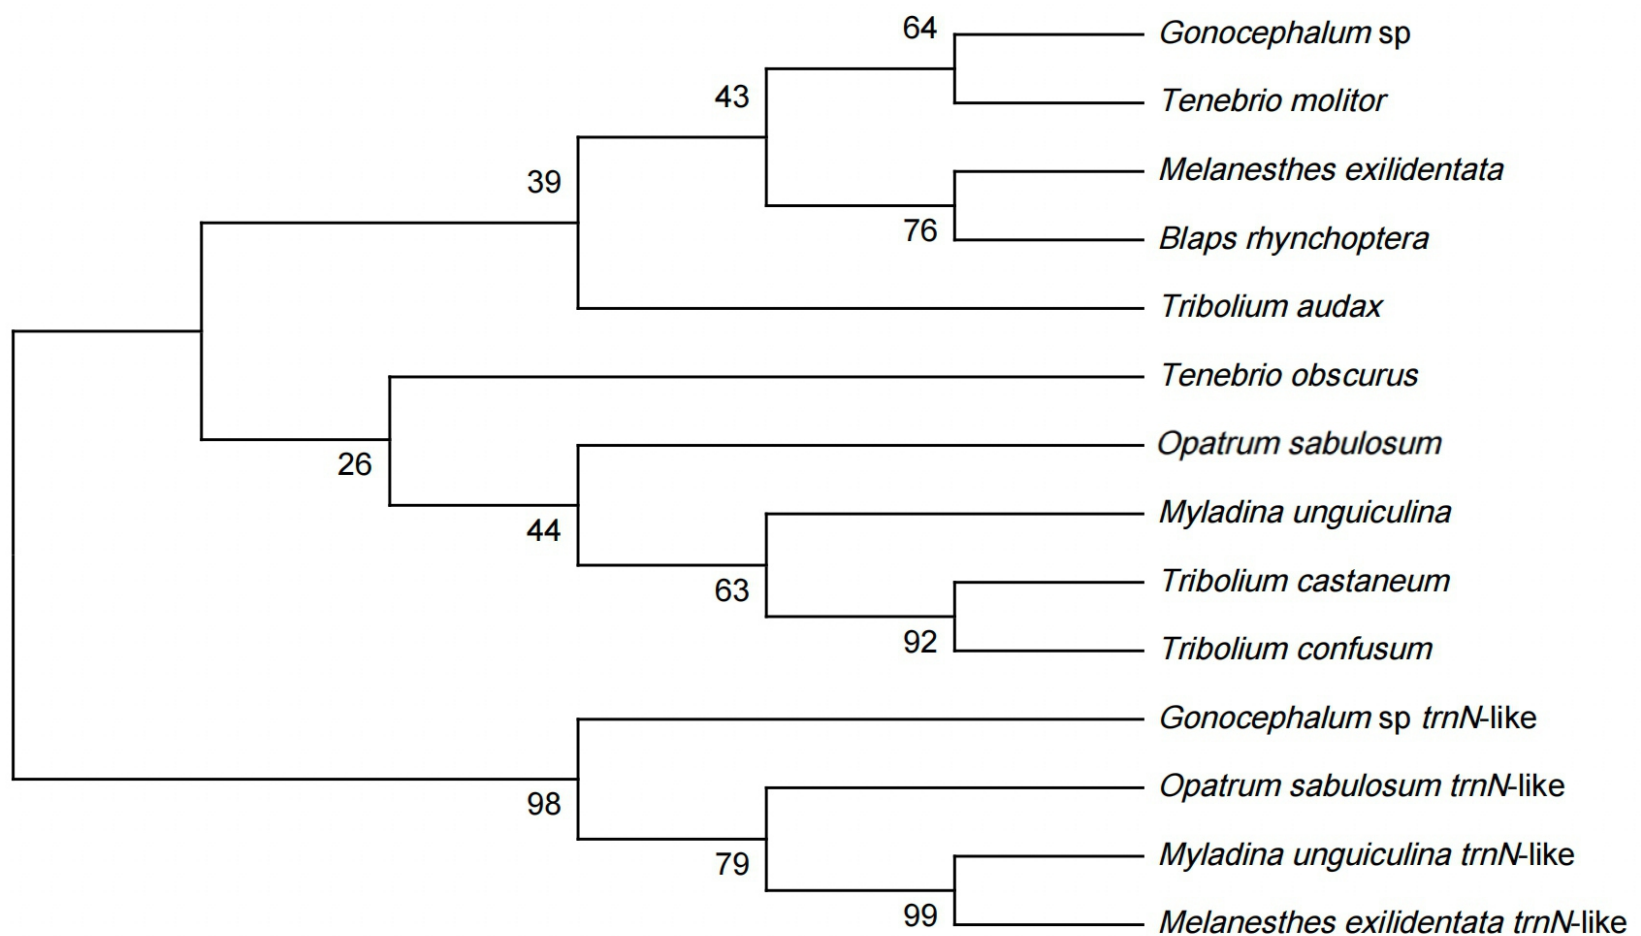 64
Gonocephalum sp
Tenebrio molitor
43
Melanesthes exilidentata
39
76
Blaps rhynchoptera
Tribolium audax
Tenebrio obscurus
Opatrum sabulosum
26
Myladina unguiculina
44
Tribolium castaneum
63
92
Tribolium confusum
Gonocephalum sp trnN-like
Opatrum sabulosum trnN-like
98
Myladina unguiculina trnN-like
79
99
Melanesthes exilidentata trnN-like